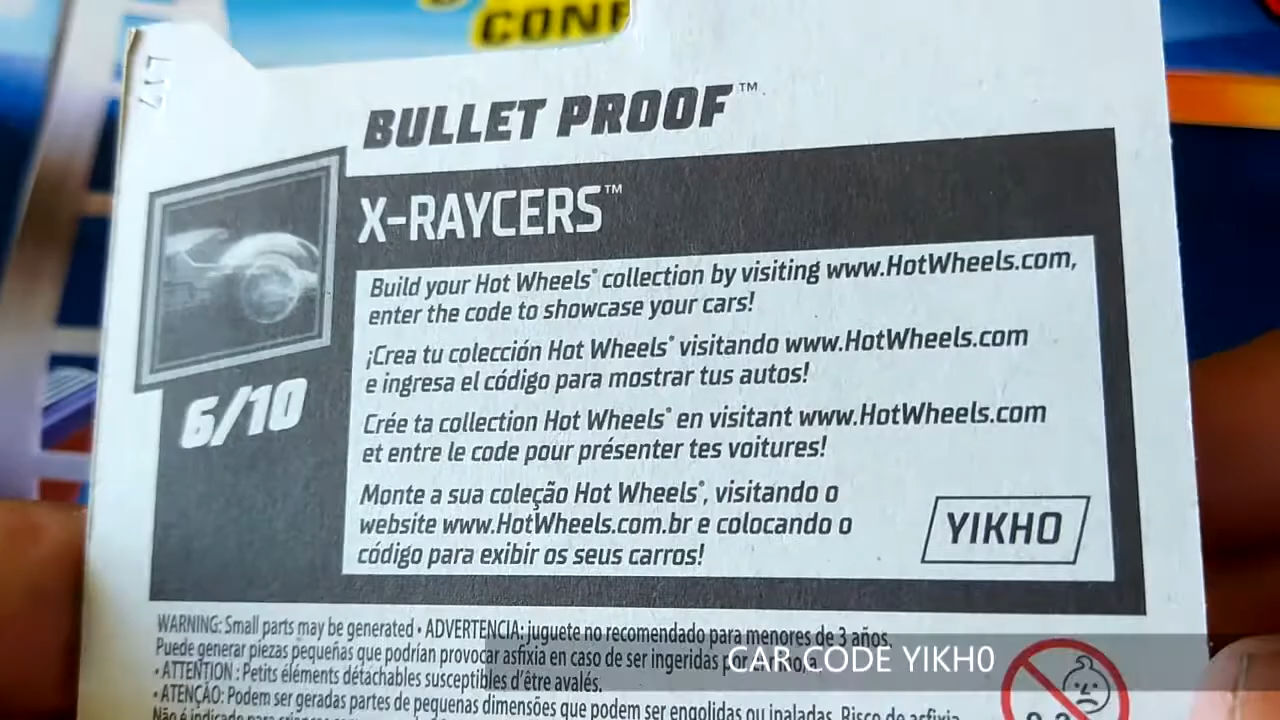 CONF
L17
BULLET PROOF™
X-RAYCERS™
Build your Hot Wheels® collection by visiting www.HotWheels.com,
enter the code to showcase your cars!
¡Crea tu colección Hot Wheels® visitando www.HotWheels.com
e ingresa el código para mostrar tus autos!
Crée ta collection Hot Wheels® en visitant www.HotWheels.com
et entre le code pour présenter tes voitures!
6/10
Monte a sua coleção Hot Wheels®, visitando o
website www.HotWheels.com.br e colocando o
código para exibir os seus carros!
YIKHO
WARNING: Small parts may be generated • ADVERTENCIA: juguete no recomendado para menores de 3 años.
Puede generar piezas pequeñas que podrían provocar asfixia en caso de ser ingeridas por
CAR CODE YIKH0
• ATTENTION : Petits éléments détachables susceptibles d'être avalés.
• ATENÇÃO: Podem ser geradas partes de pequenas dimensões que podem ser engolidas ou inaladas. Risco de asfixia.